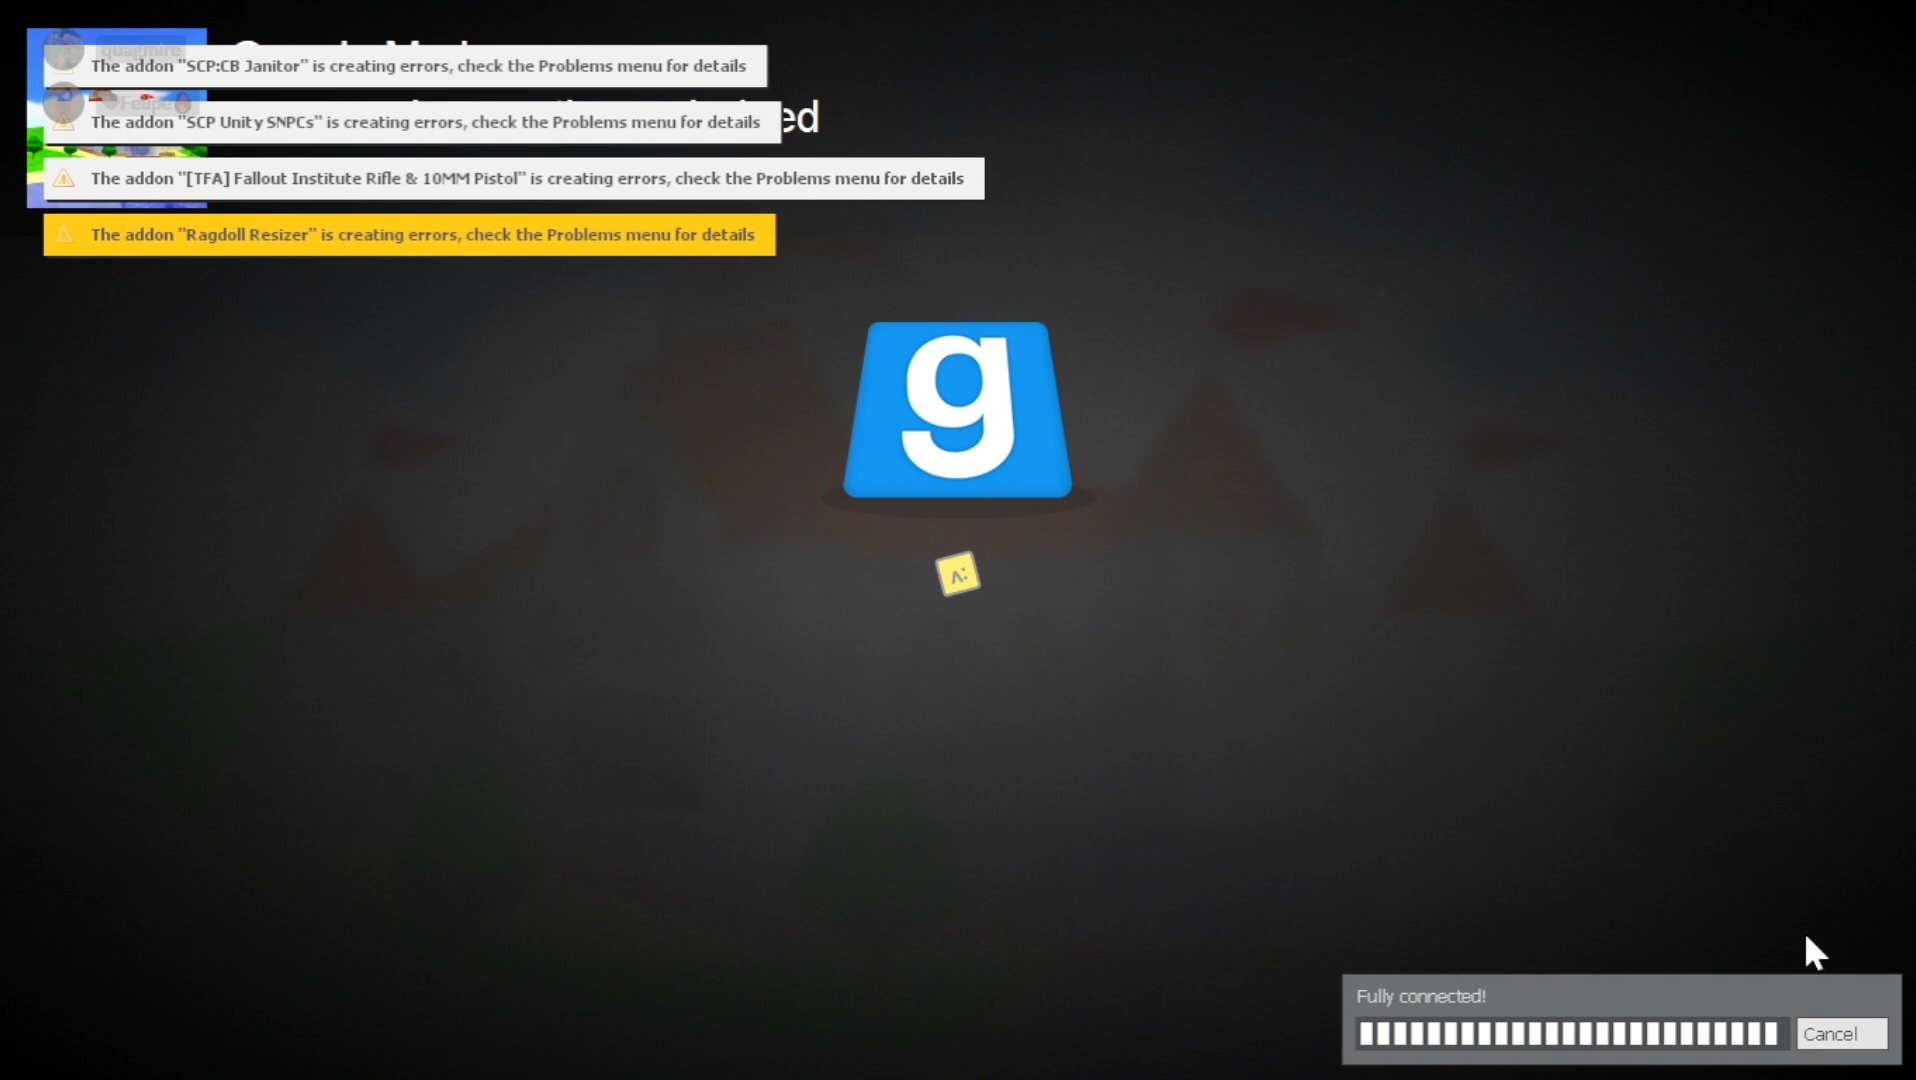 quagmire
The addon "SCP:CB Janitor" is creating errors, check the Problems menu for details
Felipe
The addon "SCP Unity SNPCs" is creating errors, check the Problems menu for details
The addon "[TFA] Fallout Institute Rifle & 10MM Pistol" is creating errors, check the Problems menu for details
The addon "Ragdoll Resizer" is creating errors, check the Problems menu for details
g
Fully connected!
Cancel